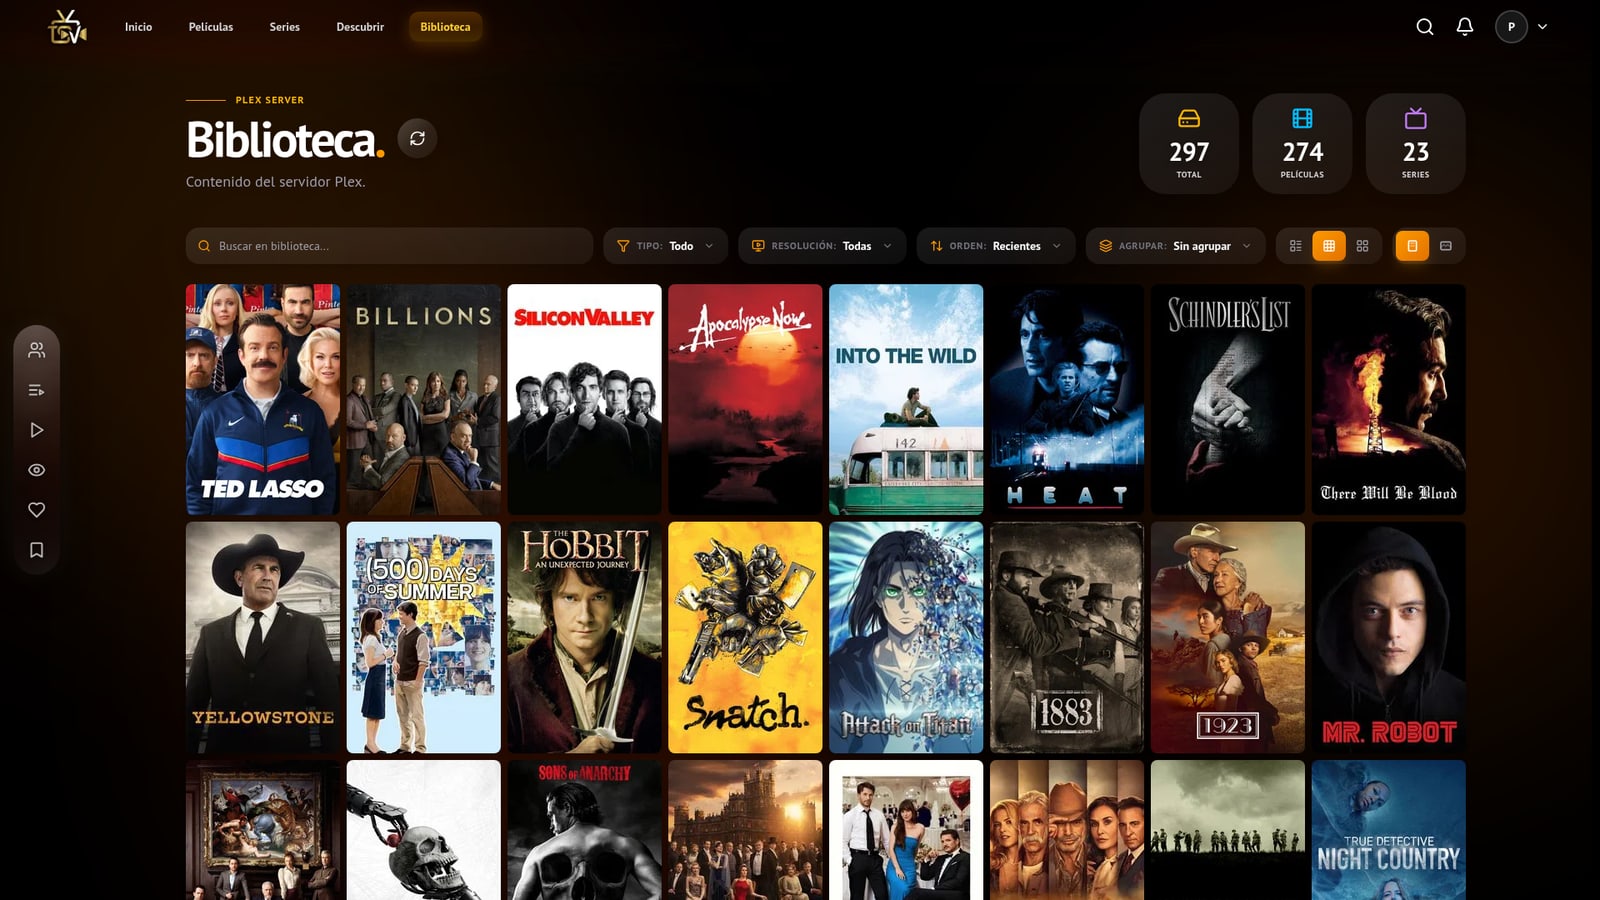 Inicio
Películas
Series
Descubrir
Biblioteca
P
PLEX SERVER
Biblioteca.
Contenido del servidor Plex.
297
TOTAL
274
PELÍCULAS
23
SERIES
Buscar en biblioteca...
TIPO: Todo
RESOLUCIÓN: Todas
ORDEN: Recientes
AGRUPAR: Sin agrupar
TED LASSO
BILLIONS
SILICON VALLEY
Apocalypse Now
INTO THE WILD
142
HEAT
SCHINDLER'S LIST
There Will Be Blood
YELLOWSTONE
(500) DAYS
OF SUMMER
THE
HOBBIT
AN UNEXPECTED JOURNEY
Snatch.
Attack on Titan
1883
1923
MR. ROBOT
SONS OF ANARCHY
TRUE DETECTIVE
NIGHT COUNTRY